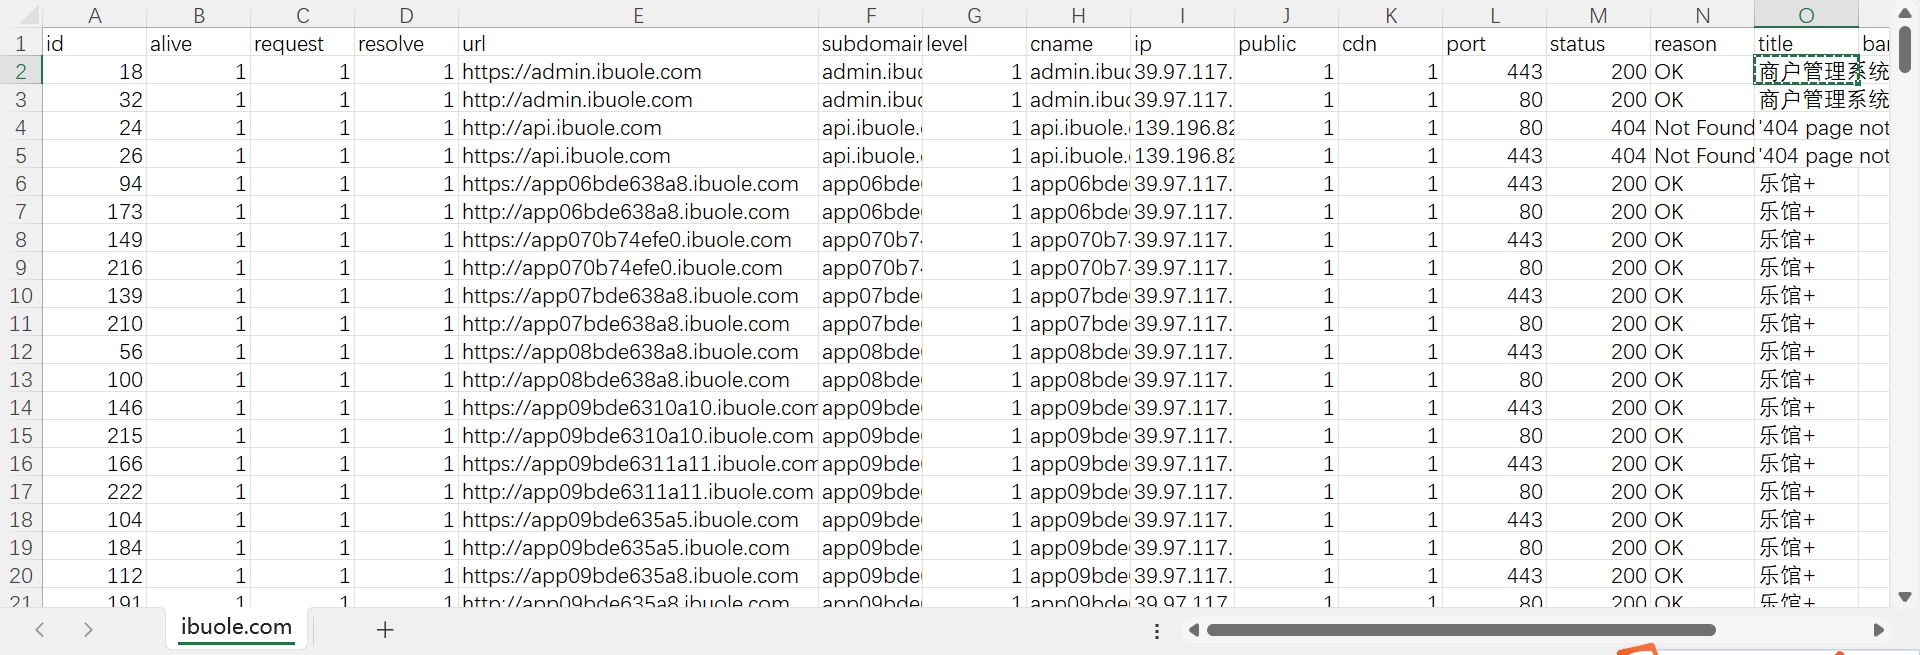 A B C D E F G H I J K L M N O
1 id alive request resolve url subdomain level cname ip public cdn port status reason title bar
2 18 1 1 1 https://admin.ibuole.com admin.ibuc 1 admin.ibuc 39.97.117. 1 1 443 200 OK 商户管理系统
3 32 1 1 1 http://admin.ibuole.com admin.ibuc 1 admin.ibuc 39.97.117. 1 1 80 200 OK 商户管理系统
4 24 1 1 1 http://api.ibuole.com api.ibuole. 1 api.ibuole. 139.196.82 1 1 80 404 Not Found '404 page not
5 26 1 1 1 https://api.ibuole.com api.ibuole. 1 api.ibuole. 139.196.82 1 1 443 404 Not Found '404 page not
6 94 1 1 1 https://app06bde638a8.ibuole.com app06bde 1 app06bde 39.97.117. 1 1 443 200 OK 乐馆+
7 173 1 1 1 http://app06bde638a8.ibuole.com app06bde 1 app06bde 39.97.117. 1 1 80 200 OK 乐馆+
8 149 1 1 1 https://app070b74efe0.ibuole.com app070b7 1 app070b7 39.97.117. 1 1 443 200 OK 乐馆+
9 216 1 1 1 http://app070b74efe0.ibuole.com app070b7 1 app070b7 39.97.117. 1 1 80 200 OK 乐馆+
10 139 1 1 1 https://app07bde638a8.ibuole.com app07bde 1 app07bde 39.97.117. 1 1 443 200 OK 乐馆+
11 210 1 1 1 http://app07bde638a8.ibuole.com app07bde 1 app07bde 39.97.117. 1 1 80 200 OK 乐馆+
12 56 1 1 1 https://app08bde638a8.ibuole.com app08bde 1 app08bde 39.97.117. 1 1 443 200 OK 乐馆+
13 100 1 1 1 http://app08bde638a8.ibuole.com app08bde 1 app08bde 39.97.117. 1 1 80 200 OK 乐馆+
14 146 1 1 1 https://app09bde6310a10.ibuole.com app09bde 1 app09bde 39.97.117. 1 1 443 200 OK 乐馆+
15 215 1 1 1 http://app09bde6310a10.ibuole.com app09bde 1 app09bde 39.97.117. 1 1 80 200 OK 乐馆+
16 166 1 1 1 https://app09bde6311a11.ibuole.com app09bde 1 app09bde 39.97.117. 1 1 443 200 OK 乐馆+
17 222 1 1 1 http://app09bde6311a11.ibuole.com app09bde 1 app09bde 39.97.117. 1 1 80 200 OK 乐馆+
18 104 1 1 1 https://app09bde635a5.ibuole.com app09bde 1 app09bde 39.97.117. 1 1 443 200 OK 乐馆+
19 184 1 1 1 http://app09bde635a5.ibuole.com app09bde 1 app09bde 39.97.117. 1 1 80 200 OK 乐馆+
20 112 1 1 1 https://app09bde635a8.ibuole.com app09bde 1 app09bde 39.97.117. 1 1 443 200 OK 乐馆+
21 191 1 1 1 http://app09bde635a8.ibuole.com app09bde 1 app09bde 39.97.117 1 1 80 200 OK 乐馆+
ibuole.com